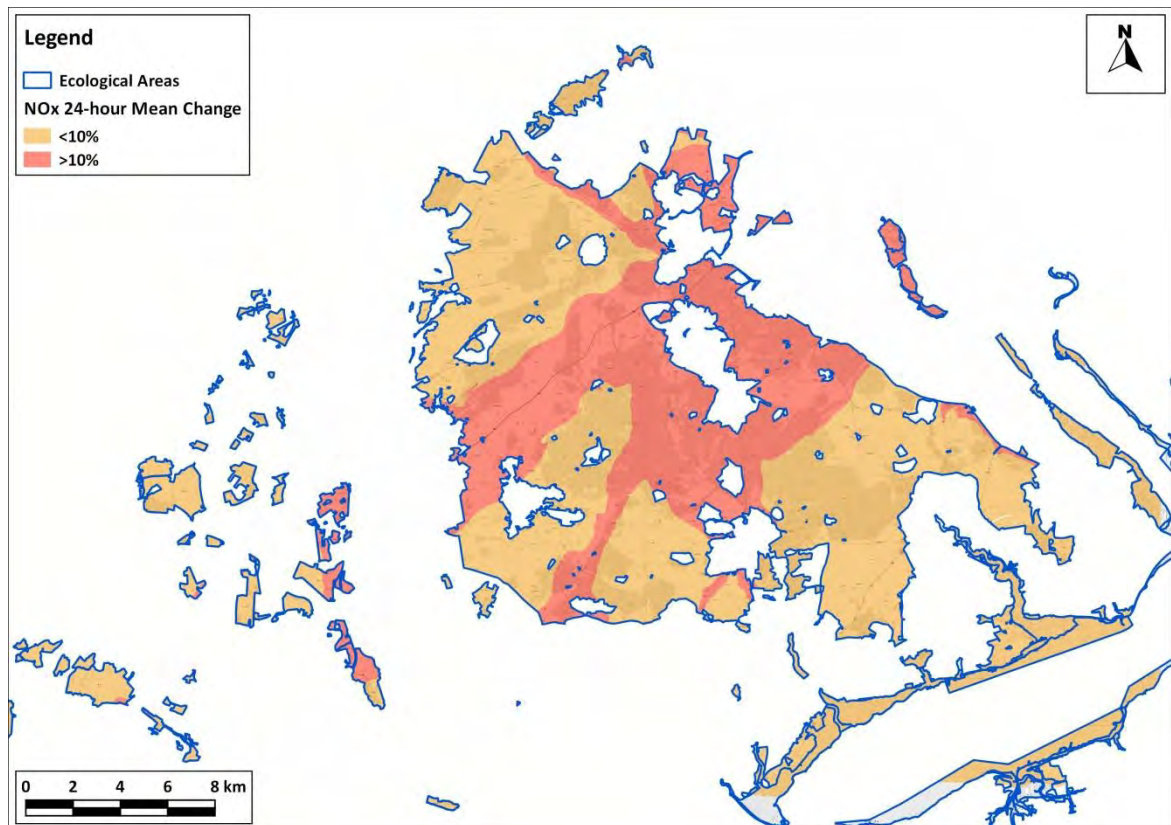 Legend
Ecological Areas
NOx 24-hour Mean Change
<10%
>10%
N
0 2 4 6 8 km